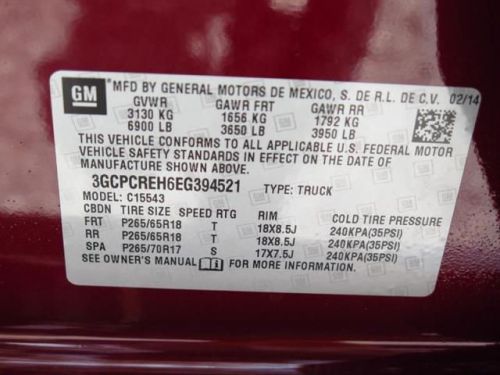 GM MFD BY GENERAL MOTORS DE MEXICO, S. DE R.L. DE C.V. 02/14
GVWR GAWR FRT GAWR RR
3130 KG 1656 KG 1792 KG
6900 LB 3650 LB 3950 LB
THIS VEHICLE CONFORMS TO ALL APPLICABLE U.S. FEDERAL MOTOR
VEHICLE SAFETY STANDARDS IN EFFECT ON THE DATE OF
MANUFACTURE SHOWN ABOVE.
3GCPCREH6EG394521 TYPE: TRUCK
MODEL: C15543
CBDN TIRE SIZE SPEED RTG RIM COLD TIRE PRESSURE
FRT P265/65R18 T 18X8.5J 240KPA(35PSI)
RR P265/65R18 T 18X8.5J 240KPA(35PSI)
SPA P265/70R17 S 17X7.5J 240KPA(35PSI)
SEE OWNER'S MANUAL FOR MORE INFORMATION.